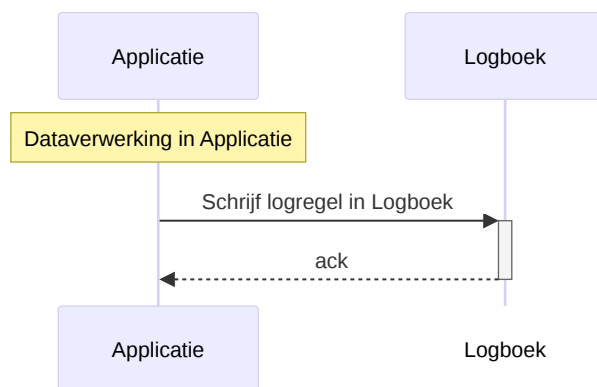 Applicatie
Logboek
Dataverwerking in Applicatie
Schrijf logregel in Logboek
ack
Applicatie
Logboek